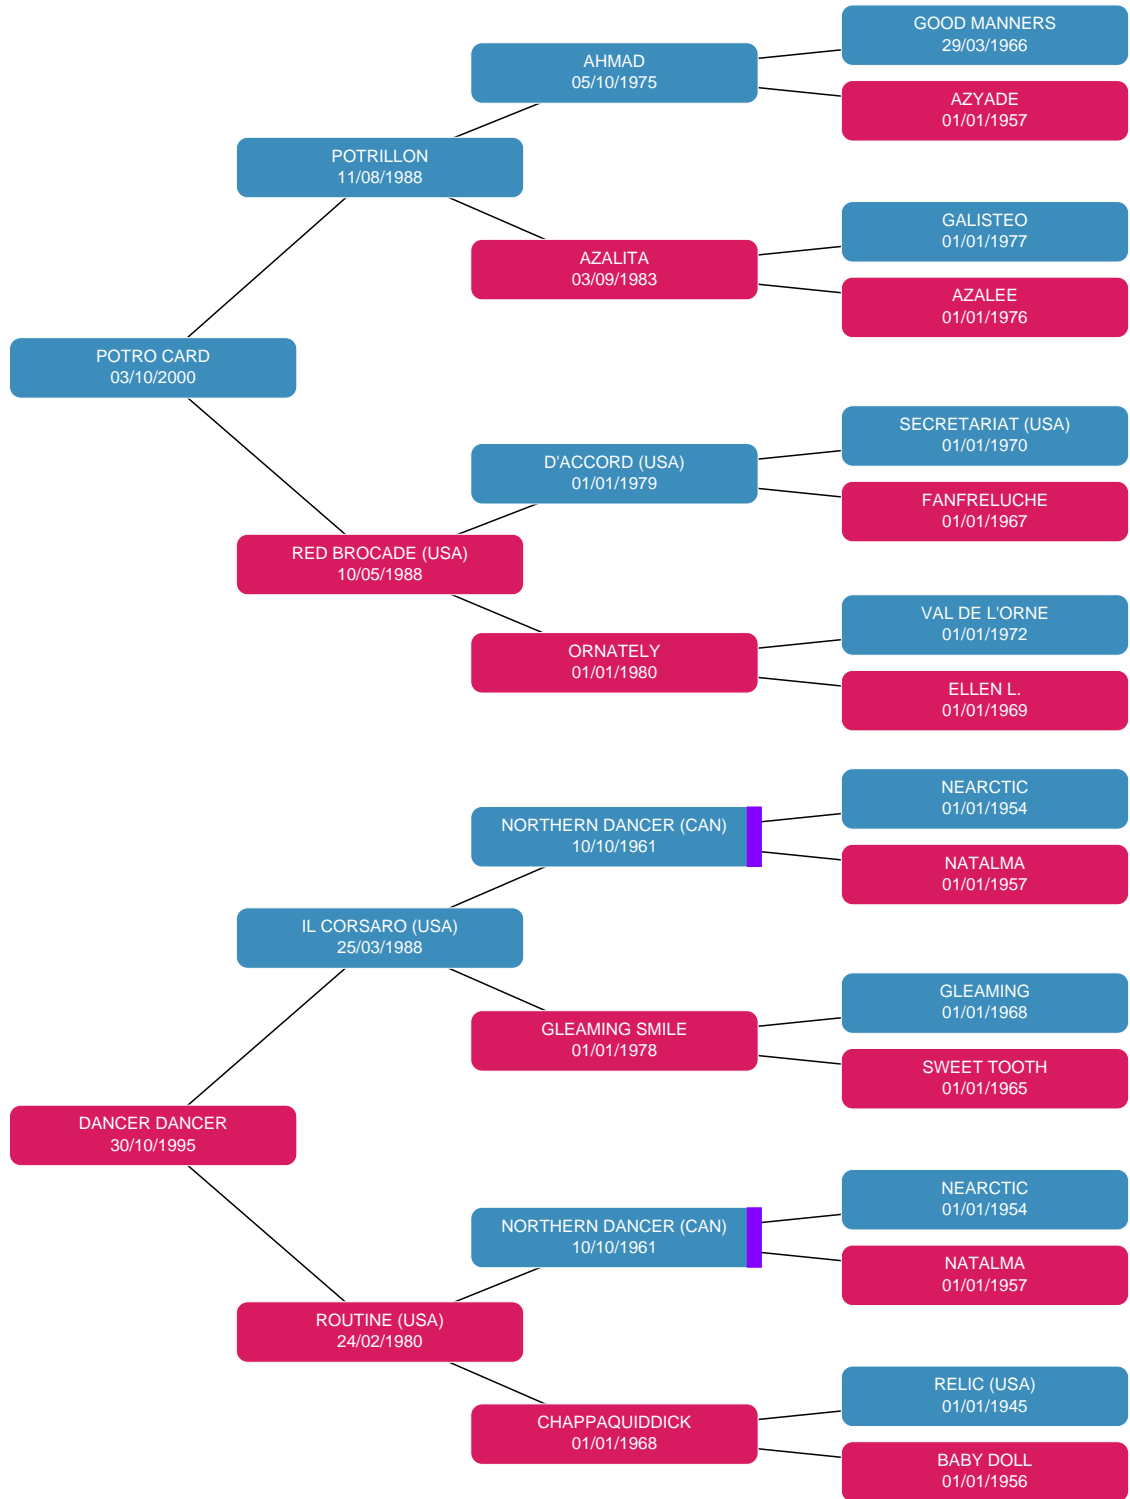 GOOD MANNERS
29/03/1966
AHMAD
05/10/1975
AZYADE
01/01/1957
POTRILLON
11/08/1988
GALISTEO
01/01/1977
AZALITA
03/09/1983
AZALEE
01/01/1976
POTRO CARD
03/10/2000
SECRETARIAT (USA)
01/01/1970
D'ACCORD (USA)
01/01/1979
FANFRELUCHE
01/01/1967
RED BROCADE (USA)
10/05/1988
VAL DE L'ORNE
01/01/1972
ORNATELY
01/01/1980
ELLEN L.
01/01/1969
NEARCTIC
01/01/1954
NORTHERN DANCER (CAN)
10/10/1961
NATALMA
01/01/1957
IL CORSARO (USA)
25/03/1988
GLEAMING
01/01/1968
GLEAMING SMILE
01/01/1978
SWEET TOOTH
01/01/1965
DANCER DANCER
30/10/1995
NEARCTIC
01/01/1954
NORTHERN DANCER (CAN)
10/10/1961
NATALMA
01/01/1957
ROUTINE (USA)
24/02/1980
RELIC (USA)
01/01/1945
CHAPPAQUIDDICK
01/01/1968
BABY DOLL
01/01/1956